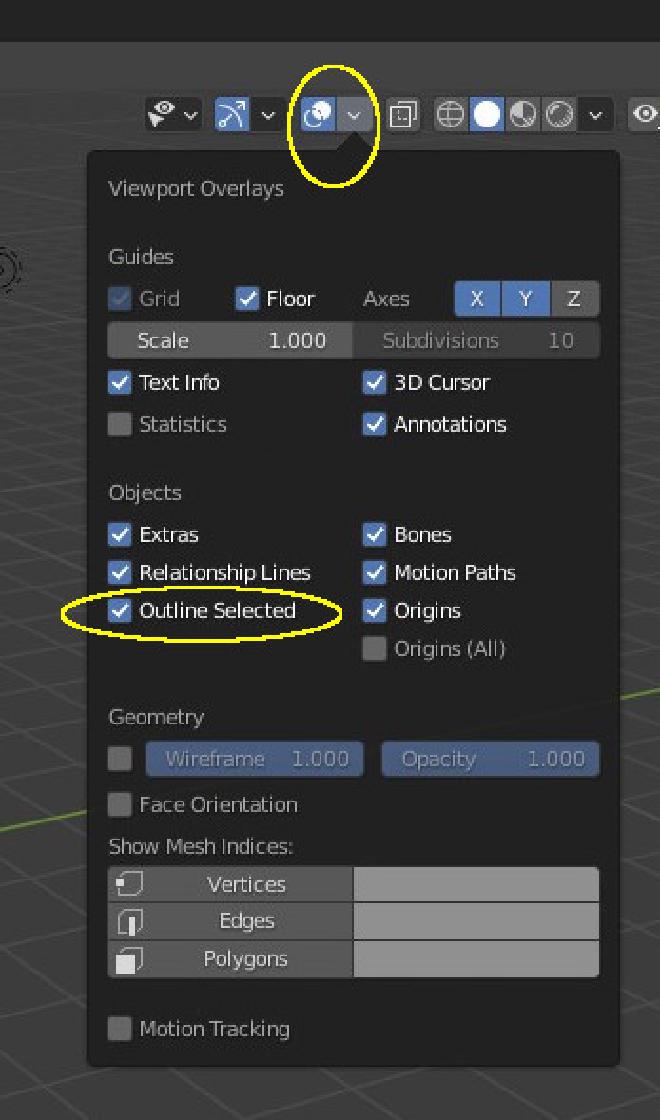 Viewport Overlays
Guides
Grid Floor Axes X Y Z
Scale 1.000 Subdivisions 10
Text Info 3D Cursor
Statistics Annotations
Objects
Extras Bones
Relationship Lines Motion Paths
Outline Selected Origins
Origins (All)
Geometry
Wireframe 1.000 Opacity 1.000
Face Orientation
Show Mesh Indices:
Vertices
Edges
Polygons
Motion Tracking